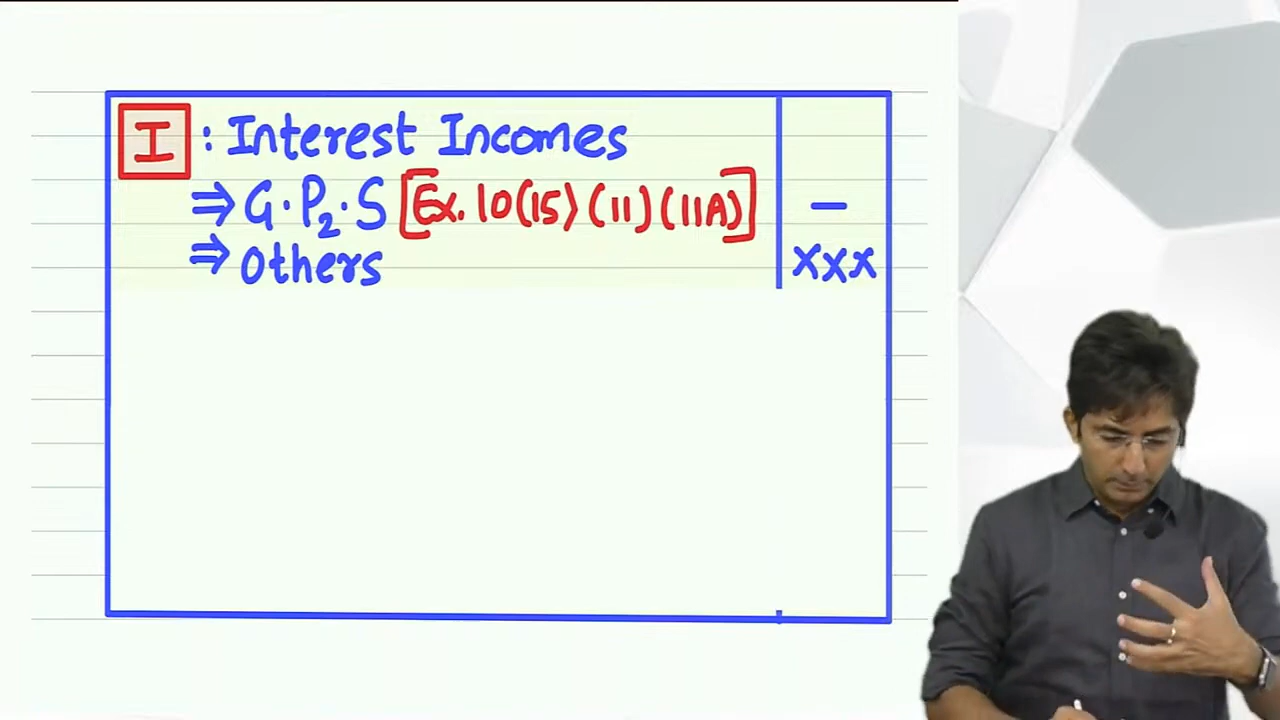 I : Interest Incomes
⇒ G.P₂.S [Ex. 10(15) (11) (11A)] –
⇒ Others xxx